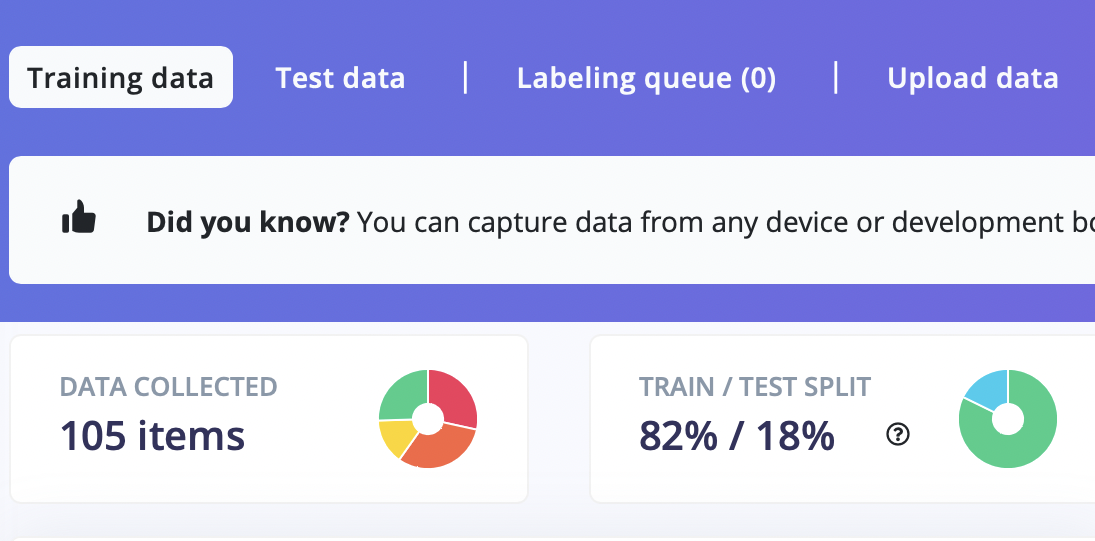 Training data Test data | Labeling queue (0) | Upload data
Did you know? You can capture data from any device or development
DATA COLLECTED
105 items
TRAIN / TEST SPLIT
82% / 18% ?